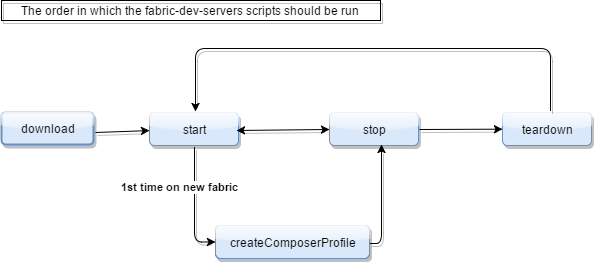 The order in which the fabric-dev-servers scripts should be run
download
start
stop
teardown
1st time on new fabric
createComposerProfile